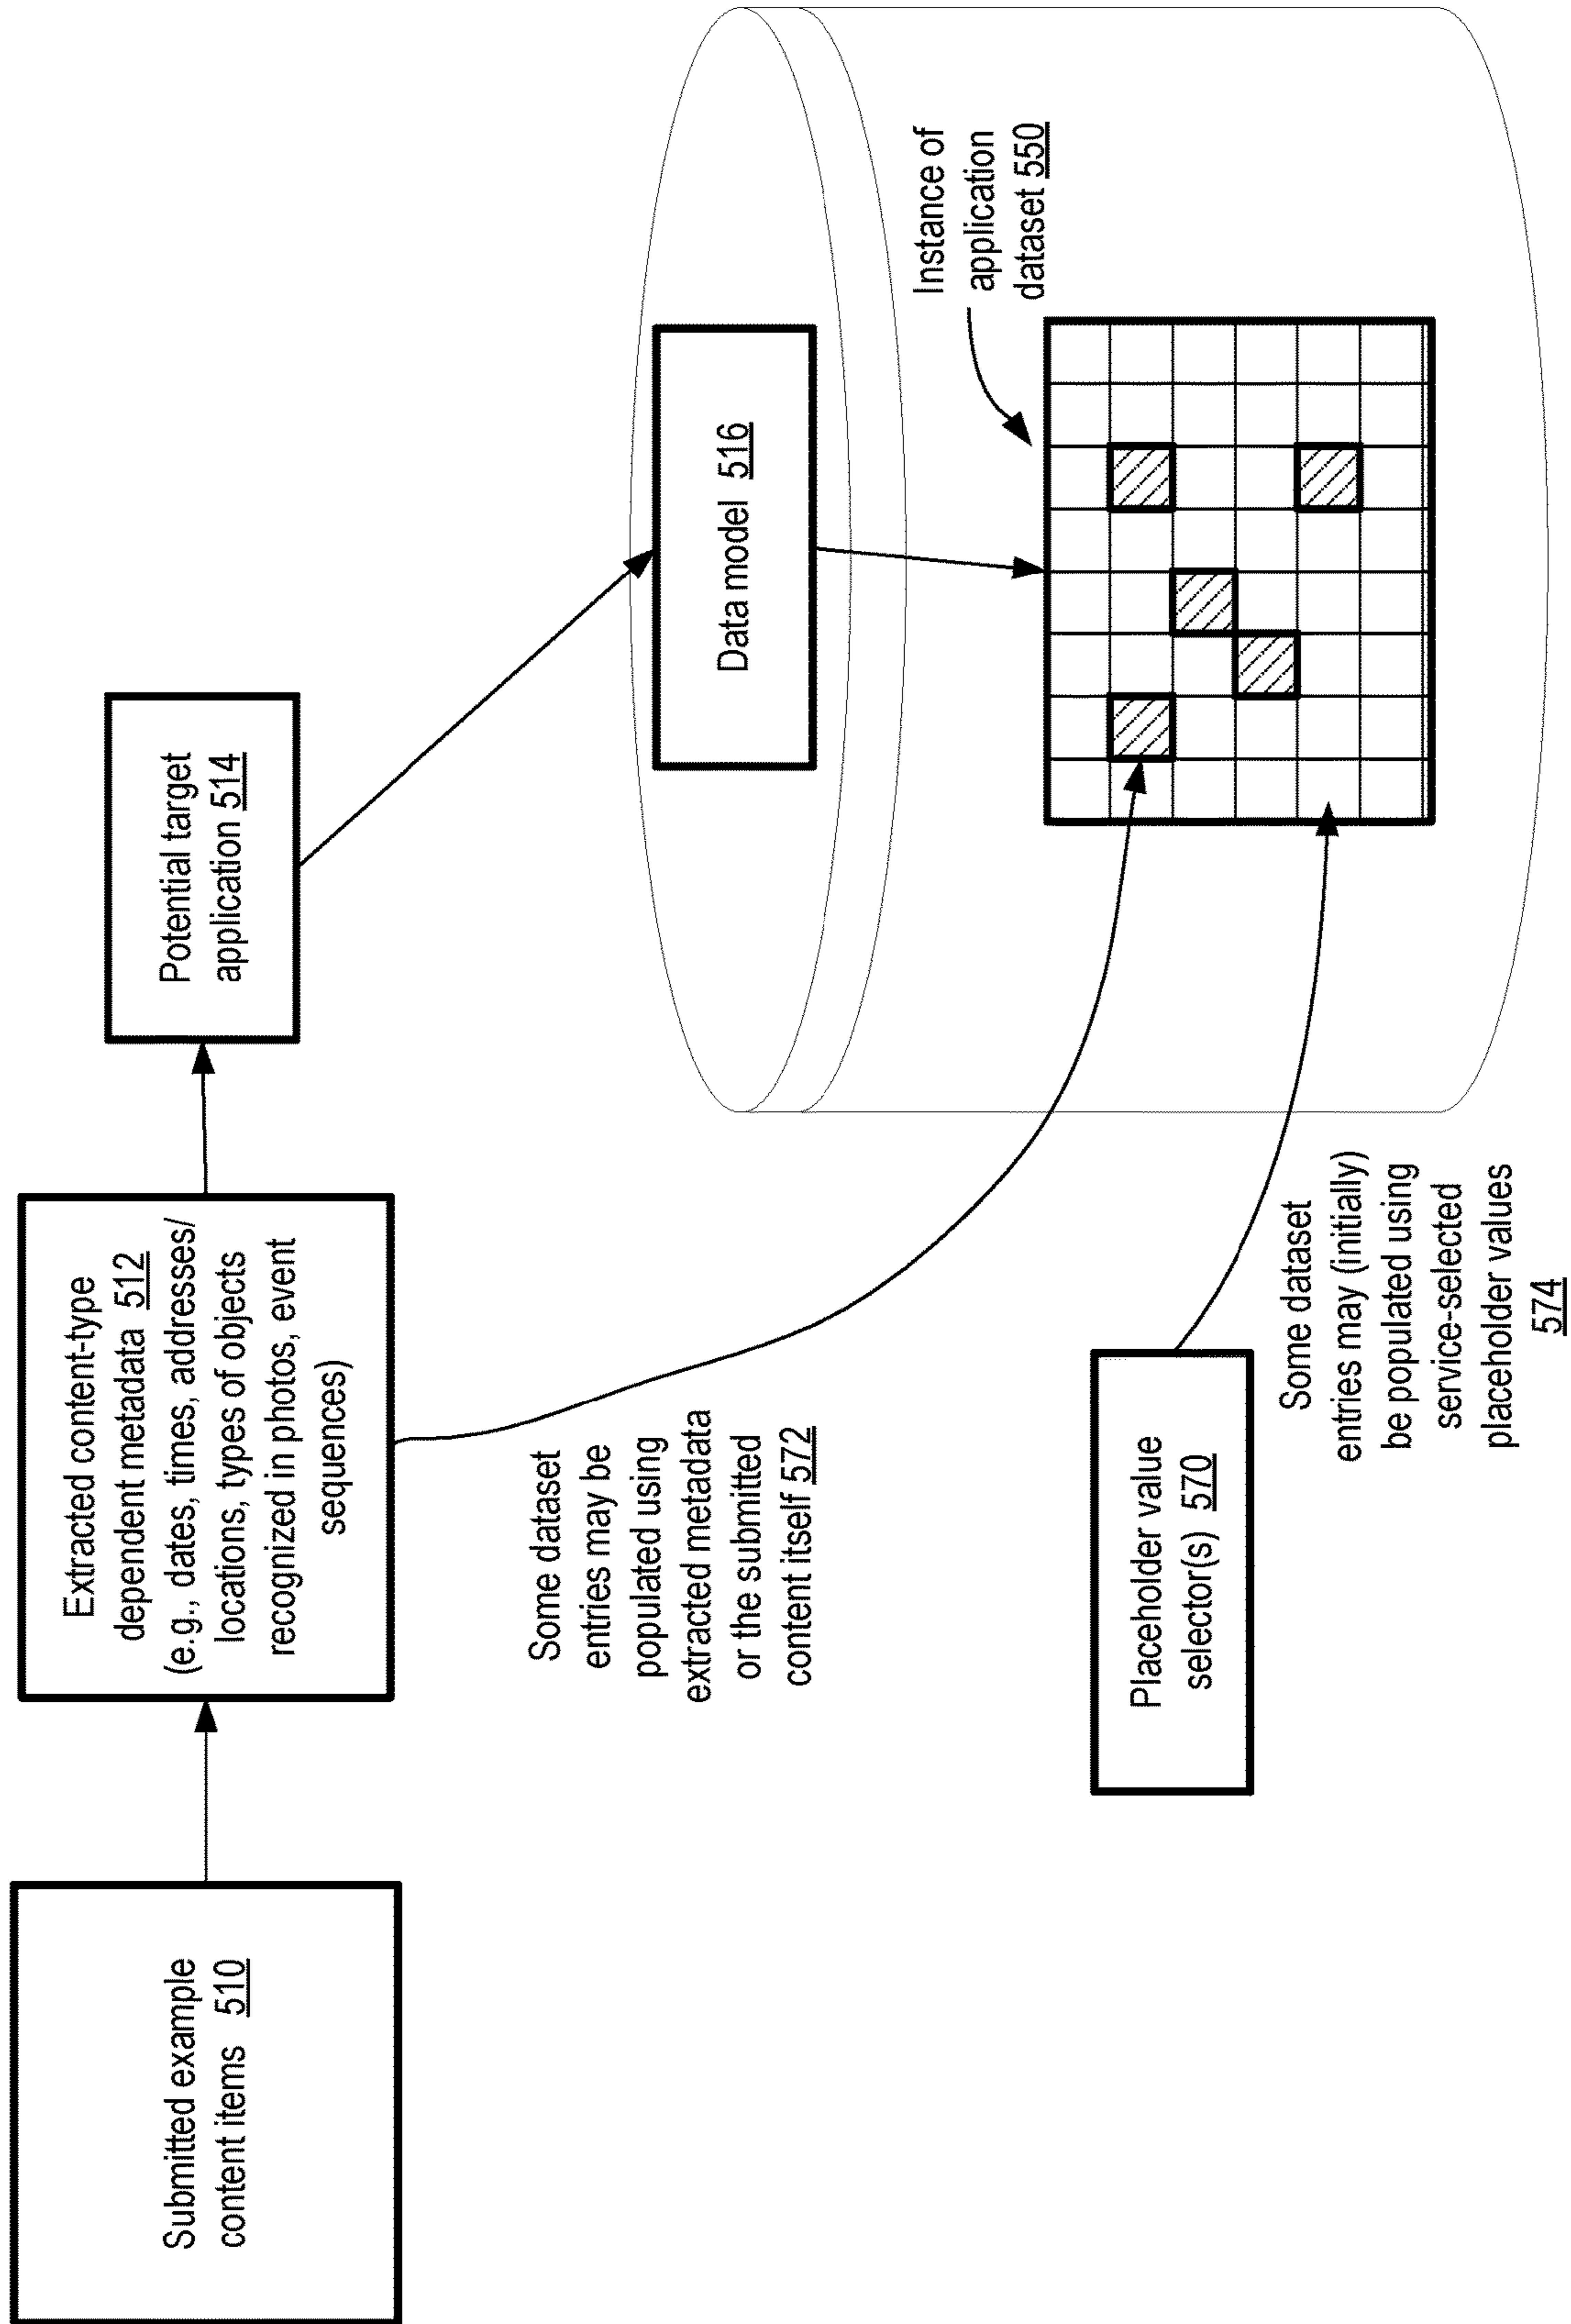 Submitted example
content items 510
Extracted content-type
dependent metadata 512
(e.g., dates, times, addresses/
locations, types of objects
recognized in photos, event
sequences)
Potential target
application 514
Data model 516
Some dataset
entries may be
populated using
extracted metadata
or the submitted
content itself 572
Instance of
application
dataset 550
Placeholder value
selector(s) 570
Some dataset
entries may (initially)
be populated using
service-selected
placeholder values
574